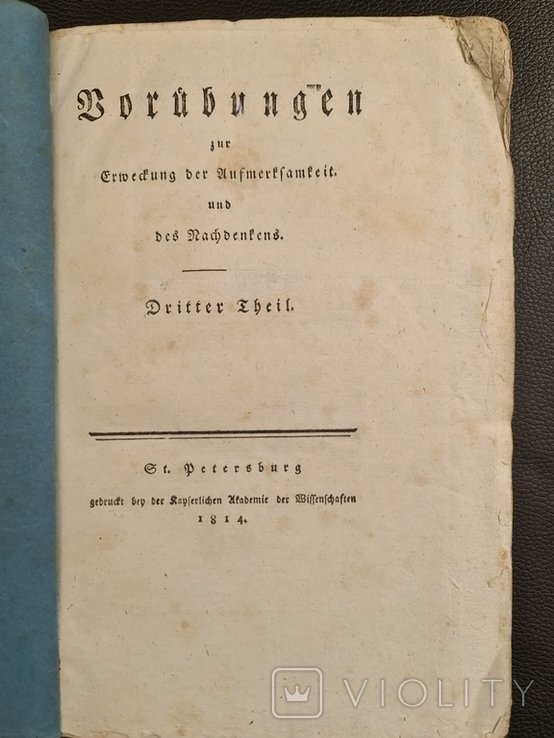 Vorübungen
zur
Erweckung der Aufmerksamkeit.
und
des Nachdenkens.
Dritter Theil.
St. Petersburg
gedruckt bey der Kayserlichen Akademie der Wissenschaften
1814.
VIOLITY